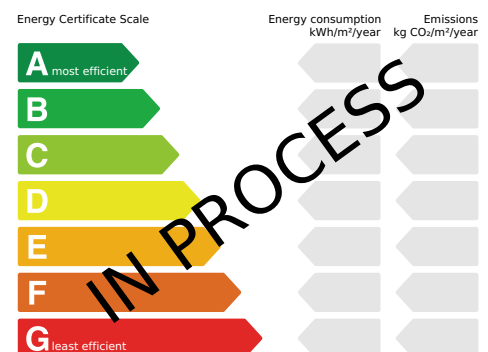 Energy Certificate Scale
Energy consumption
kWh/m²/year
Emissions
kg CO₂/m²/year
A most efficient
B
C
D
E
F
G least efficient
IN PROCESS